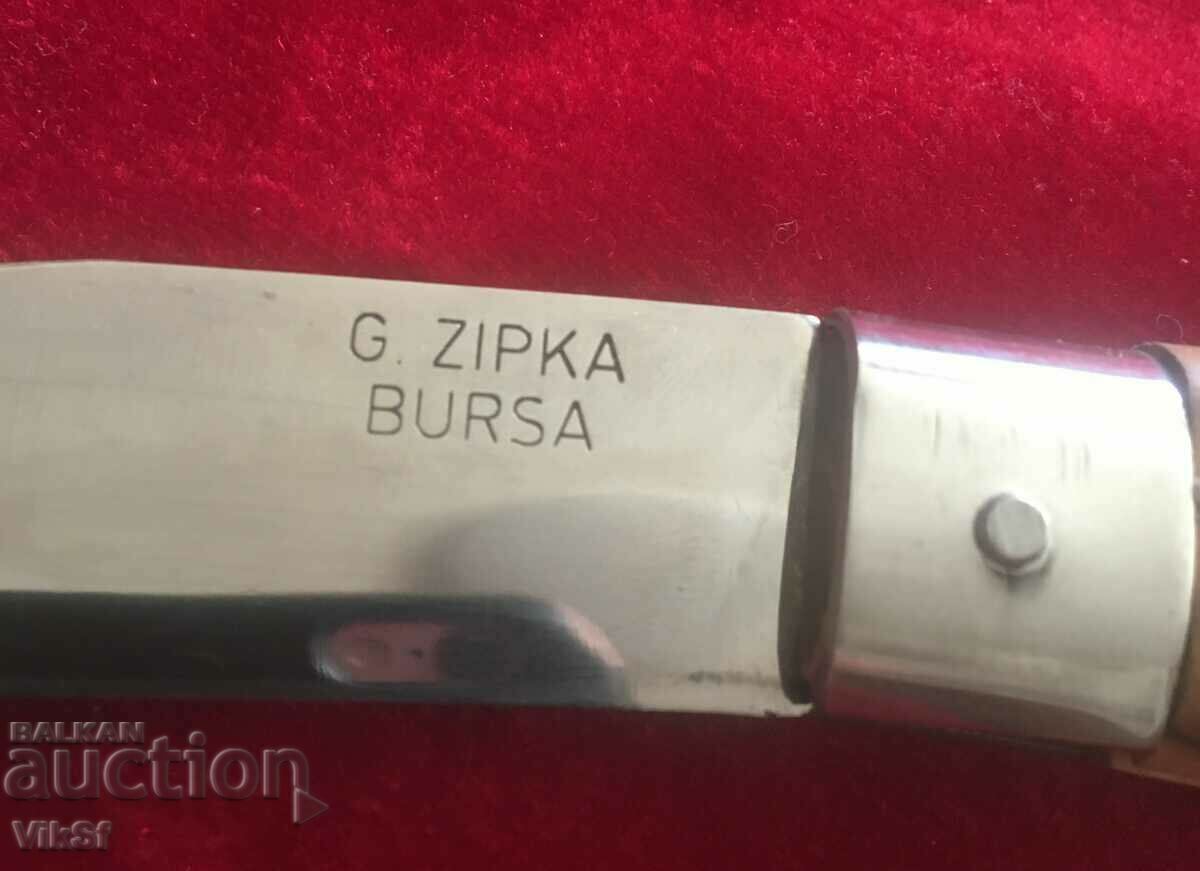 G. ZIPKA
BURSA
BALKAN
auction
VikSf